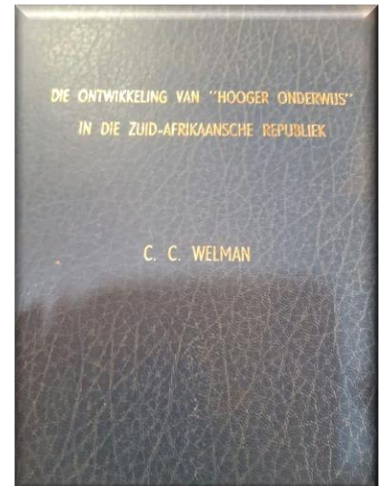 DIE ONTWIKKELING VAN "HOOGER ONDERWIJS"
IN DIE ZUID-AFRIKAANSCHE REPUBLIEK
C. C. WELMAN